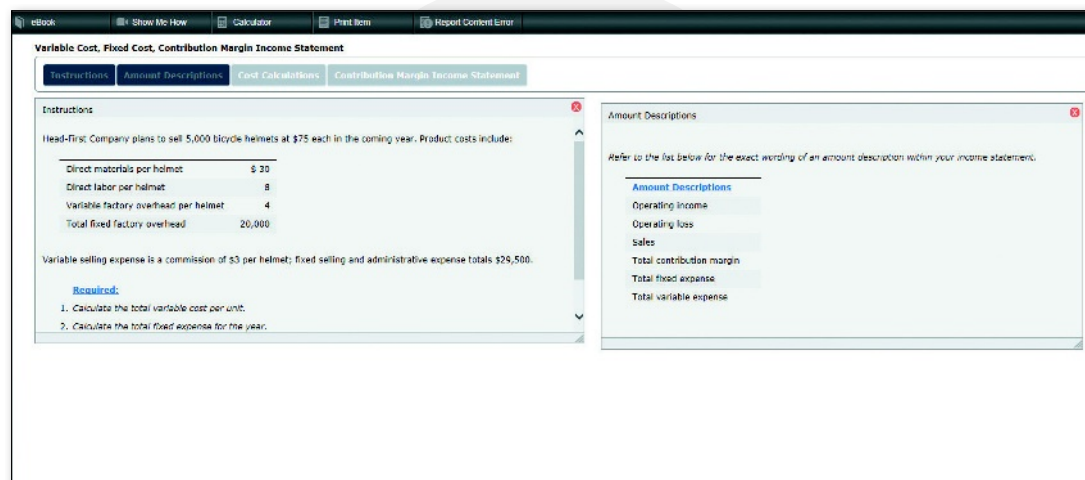 eBook
Show Me How
Calculator
Print Item
Report Content Error
Variable Cost, Fixed Cost, Contribution Margin Income Statement
Instructions
Amount Descriptions
Cost Calculations
Contribution Margin Income Statement
Instructions
Head-First Company plans to sell 5,000 bicycle helmets at $75 each in the coming year. Product costs include:
Direct materials per helmet $ 30
Direct labor per helmet 8
Variable factory overhead per helmet 4
Total fixed factory overhead 20,000
Variable selling expense is a commission of $3 per helmet; fixed selling and administrative expense totals $29,500.
Required:
1. Calculate the total variable cost per unit.
2. Calculate the total fixed expense for the year.
Amount Descriptions
Refer to the list below for the exact wording of an amount description within your income statement.
Amount Descriptions
Operating income
Operating loss
Sales
Total contribution margin
Total fixed expense
Total variable expense